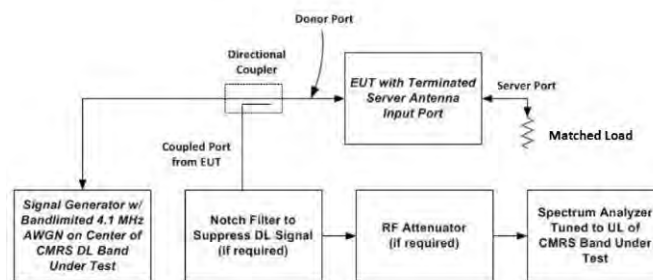 Donor Port
Directional
Coupler
EUT with Terminated
Server Antenna
Input Port
Server Port
Matched Load
Coupled Port
from EUT
Signal Generator w/
Bandlimited 4.1 MHz
AWGN on Center of
CMRS DL Band
Under Test
Notch Filter to
Suppress DL Signal
(if required)
RF Attenuator
(if required)
Spectrum Analyzer
Tuned to UL of
CMRS Band Under
Test